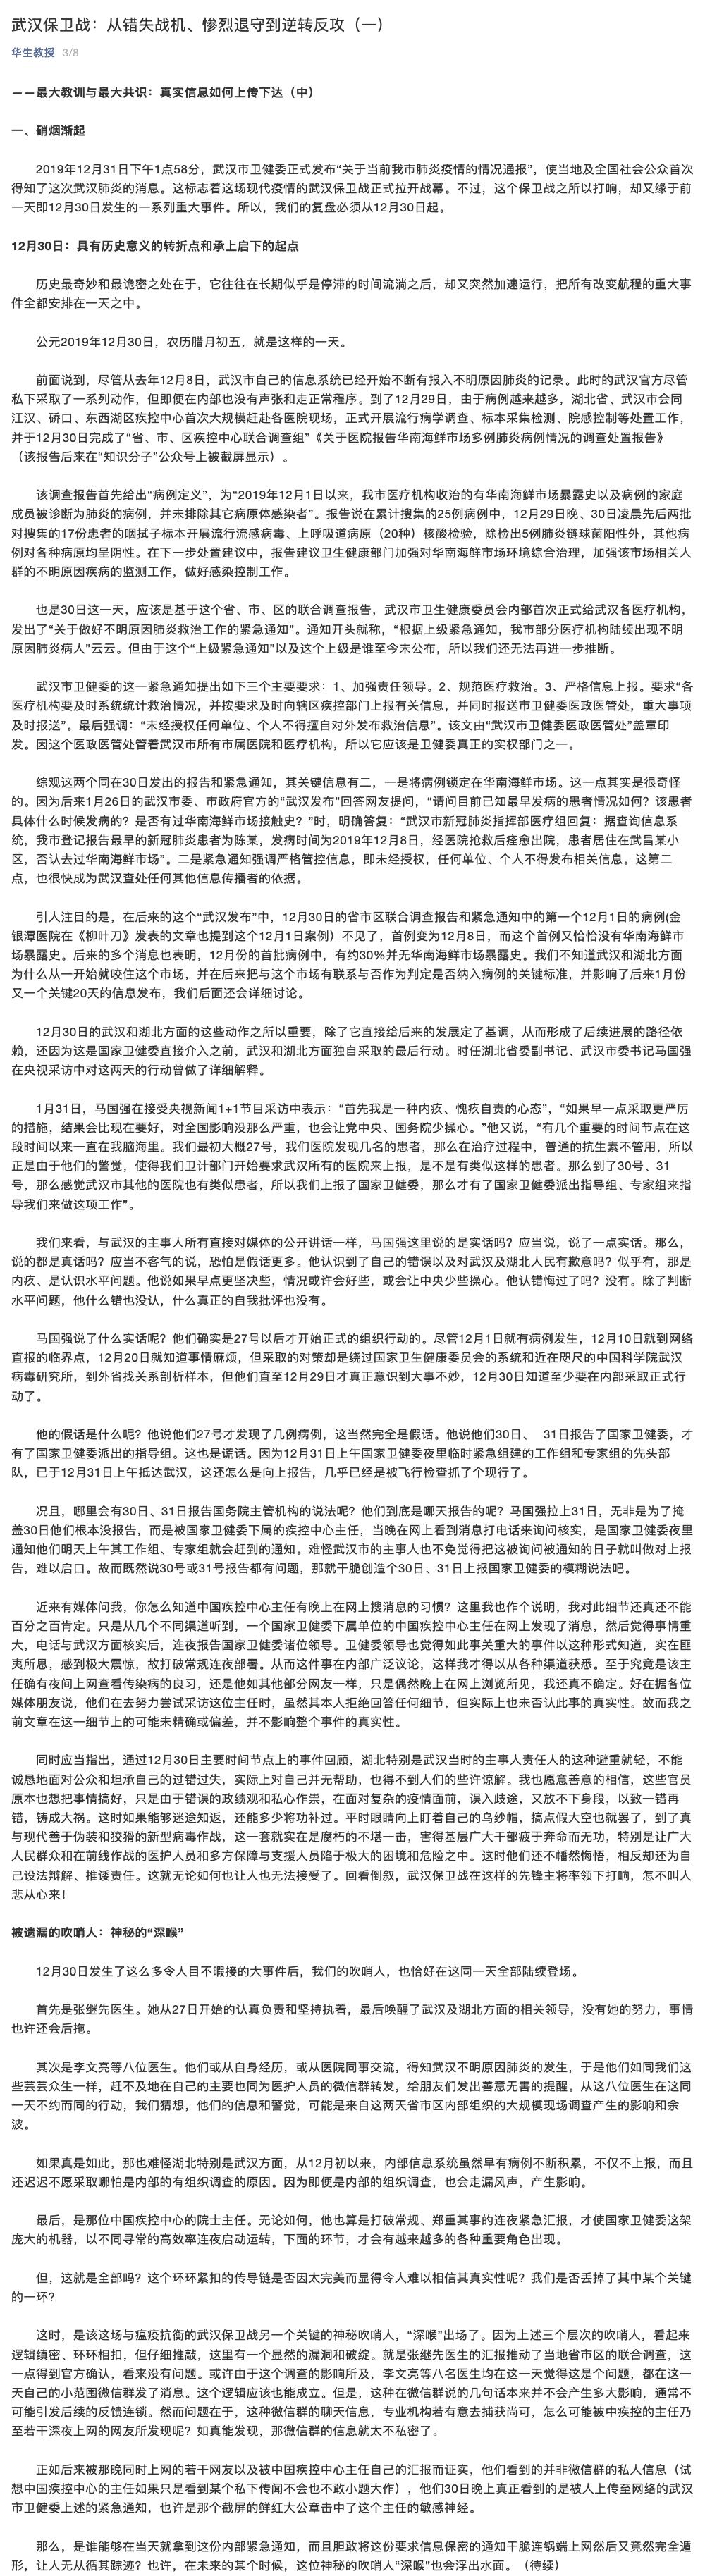 武汉保卫战：从错失战机、惨烈退守到逆转反攻（一）
华生教授 3/8
——最大教训与最大共识：真实信息如何上传下达（中）
一、硝烟渐起
2019年12月31日下午1点58分，武汉市卫健委正式发布“关于当前我市肺炎疫情的情况通报”，使当地及全国社会公众首次
得知了这次武汉肺炎的消息。这标志着这场现代疫情的武汉保卫战正式拉开战幕。不过，这个保卫战之所以打响，却又缘于前
一天即12月30日发生的一系列重大事件。所以，我们的复盘必须从12月30日起。
12月30日：具有历史意义的转折点和承上启下的起点
历史最奇妙和最诡密之处在于，它往往在长期似乎是停滞的时间流淌之后，却又突然加速运行，把所有改变航程的重大事
件全都安排在一天之中。
公元2019年12月30日，农历腊月初五，就是这样的一天。
前面说到，尽管从去年12月8日，武汉市自己的信息系统已经开始不断有报入不明原因肺炎的记录。此时的武汉官方尽管
私下采取了一系列动作，但即便在内部也没有声张和走正常程序。到了12月29日，由于病例越来越多，湖北省、武汉市会同
江汉、硚口、东西湖区疾控中心首次大规模赶赴各医院现场，正式开展流行病学调查、标本采集检测、院感控制等处置工作，
并于12月30日完成了“省、市、区疾控中心联合调查组”《关于医院报告华南海鲜市场多例肺炎病例情况的调查处置报告》
（该报告后来在“知识分子”公众号上被截屏显示）。
该调查报告首先给出“病例定义”，为“2019年12月1日以来，我市医疗机构收治的有华南海鲜市场暴露史以及病例的家庭
成员被诊断为肺炎的病例，并未排除其它病原体感染者”。报告说在累计搜集的25例病例中，12月29日晚、30日凌晨先后两批
对搜集的17份患者的咽拭子标本开展流行流感病毒、上呼吸道病原（20种）核酸检验，除检出5例肺炎链球菌阳性外，其他病
例对各种病原均呈阴性。在下一步处置建议中，报告建议卫生健康部门加强对华南海鲜市场环境综合治理，加强该市场相关人
群的不明原因疾病的监测工作，做好感染控制工作。
也是30日这一天，应该是基于这个省、市、区的联合调查报告，武汉市卫生健康委员会内部首次正式给武汉各医疗机构，
发出了“关于做好不明原因肺炎救治工作的紧急通知”。通知开头就称，“根据上级紧急通知，我市部分医疗机构陆续出现不明
原因肺炎病人”云云。但由于这个“上级紧急通知”以及这个上级是谁至今未公布，所以我们还无法再进一步推断。
武汉市卫健委的这一紧急通知提出如下三个主要要求：1、加强责任领导。2、规范医疗救治。3、严格信息上报。要求“各
医疗机构要及时系统统计救治情况，并按要求及时向辖区疾控部门上报有关信息，并同时报送市卫健委医政医管处，重大事项
及时报送”。最后强调：“未经授权任何单位、个人不得擅自对外发布救治信息”。该文由“武汉市卫健委医政医管处”盖章印
发。因这个医政医管处管着武汉市所有市属医院和医疗机构，所以它应该是卫健委真正的实权部门之一。
综观这两个同在30日发出的报告和紧急通知，其关键信息有二，一是将病例锁定在华南海鲜市场。这一点其实是很奇怪
的。因为后来1月26日的武汉市委、市政府官方的“武汉发布”回答网友提问，“请问目前已知最早发病的患者情况如何？该患者
具体什么时候发病的？是否有过华南海鲜市场接触史？”时，明确答复：“武汉市新冠肺炎指挥部医疗组回复：据查询信息系
统，我市登记报告最早的新冠肺炎患者为陈某，发病时间为2019年12月8日，经医院抢救后痊愈出院，患者居住在武昌某小
区，否认去过华南海鲜市场”。二是紧急通知强调严格管控信息，即未经授权，任何单位、个人不得发布相关信息。这第二
点，也很快成为武汉查处任何其他信息传播者的依据。
引人注目的是，在后来的这个“武汉发布”中，12月30日的省市区联合调查报告和紧急通知中的第一个12月1日的病例(金
银潭医院在《柳叶刀》发表的文章也提到这个12月1日案例）不见了，首例变为12月8日，而这个首例又恰恰没有华南海鲜市
场暴露史。后来的多个消息也表明，12月份的首批病例中，有约30%并无华南海鲜市场暴露史。我们不知道武汉和湖北方面
为什么从一开始就咬住这个市场，并在后来把与这个市场有联系与否作为判定是否纳入病例的关键标准，并影响了后来1月份
又一个关键20天的信息发布，我们后面还会详细讨论。
12月30日的武汉和湖北方面的这些动作之所以重要，除了它直接给后来的发展定了基调，从而形成了后续进展的路径依
赖，还因为这是国家卫健委直接介入之前，武汉和湖北方面独自采取的最后行动。时任湖北省委副书记、武汉市委书记马国强
在央视采访中对这两天的行动曾做了详细解释。
1月31日，马国强在接受央视新闻1+1节目采访中表示：“首先我是一种内疚、愧疚自责的心态”，“如果早一点采取更严厉
的措施，结果会比现在要好，对全国影响没那么严重，也会让党中央、国务院少操心。”他又说，“有几个重要的时间节点在这
段时间以来一直在我脑海里。我们最初大概27号，我们医院发现几名的患者，那么在治疗过程中，普通的抗生素不管用，所以
正是由于他们的警觉，使得我们卫计部门开始要求武汉所有的医院来上报，是不是有类似这样的患者。那么到了30号、31
号，那么感觉武汉市其他的医院也有类似患者，所以我们上报了国家卫健委，那么才有了国家卫健委派出指导组、专家组来指
导我们来做这项工作”。
我们来看，与武汉的主事人所有直接对媒体的公开讲话一样，马国强这里说的是实话吗？应当说，说了一点实话。那么，
说的都是真话吗？应当不客气的说，恐怕是假话更多。他认识到了自己的错误以及对武汉及湖北人民有歉意吗？似乎有，那是
内疚、是认识水平问题。他说如果早点更坚决些，情况或许会好些，或会让中央少些操心。他认错悔过了吗？没有。除了判断
水平问题，他什么错也没认，什么真正的自我批评也没有。
马国强说了什么实话呢？他们确实是27号以后才开始正式的组织行动的。尽管12月1日就有病例发生，12月10日就到网络
直报的临界点，12月20日就知道事情麻烦，但采取的对策却是绕过国家卫生健康委员会的系统和近在咫尺的中国科学院武汉
病毒研究所，到外省找关系剖析样本，但他们直至12月29日才真正意识到大事不妙，12月30日知道至少要在内部采取正式行
动了。
他的假话是什么呢？他说他们27号才发现了几例病例，这当然完全是假话。他说他们30日、 31日报告了国家卫健委，才
有了国家卫健委派出的指导组。这也是谎话。因为12月31日上午国家卫健委夜里临时紧急组建的工作组和专家组的先头部
队，已于12月31日上午抵达武汉，这还怎么是向上报告，几乎已经是被飞行检查抓了个现行了。
况且，哪里会有30日、31日报告国务院主管机构的说法呢？他们到底是哪天报告的呢？马国强拉上31日，无非是为了掩
盖30日他们根本没报告，而是被国家卫健委下属的疾控中心主任，当晚在网上看到消息打电话来询问核实，是国家卫健委夜里
通知他们明天上午其工作组、专家组就会赶到的通知。难怪武汉市的主事人也不免觉得把这被询问被通知的日子就叫做对上报
告，难以启口。故而既然说30号或31号报告都有问题，那就干脆创造个30日、31日上报国家卫健委的模糊说法吧。
近来有媒体问我，你怎么知道中国疾控中心主任有晚上在网上搜消息的习惯？这里我也作个说明，我对此细节还真还不能
百分之百肯定。只是从几个不同渠道听到，一个国家卫健委下属单位的中国疾控中心主任在网上发现了消息，然后觉得事情重
大，电话与武汉方面核实后，连夜报告国家卫健委诸位领导。卫健委领导也觉得如此事关重大的事件以这种形式知道，实在匪
夷所思，感到极大震惊，故打破常规连夜部署。从而这件事在内部广泛议论，这样我才得以从各种渠道获悉。至于究竟是该主
任确有夜间上网查看传染病的良习，还是他如其他部分网友一样，只是偶然晚上在网上浏览所见，我还真不确定。好在据各位
媒体朋友说，他们在去努力尝试采访这位主任时，虽然其本人拒绝回答任何细节，但实际上也未否认此事的真实性。故而我之
前文章在这一细节上的可能未精确或偏差，并不影响整个事件的真实性。
同时应当指出，通过12月30日主要时间节点上的事件回顾，湖北特别是武汉当时的主事人责任人的这种避重就轻，不能
诚恳地面对公众和坦承自己的过错过失，实际上对自己并无帮助，也得不到人们的些许谅解。我也愿意善意的相信，这些官员
原本也想把事情搞好，只是由于错误的政绩观和私心作祟，在面对复杂的疫情面前，误入歧途，又放不下身段，以致一错再
错，铸成大祸。这时如果能够迷途知返，还能多少将功补过。平时眼睛向上盯着自己的乌纱帽，搞点假大空也就罢了，到了真
与现代善于伪装和狡猾的新型病毒作战，这一套就实在是腐朽的不堪一击，害得基层广大干部疲于奔命而无功，特别是让广大
人民群众和在前线作战的医护人员和多方保障与支援人员陷于极大的困境和危险之中。这时他们还不幡然悔悟，相反却还为自
己设法辩解、推诿责任。这就无论如何也让人也无法接受了。回看倒叙，武汉保卫战在这样的先锋主将率领下打响，怎不叫人
悲从心来！
被遗漏的吹哨人：神秘的“深喉”
12月30日发生了这么多令人目不暇接的大事件后，我们的吹哨人，也恰好在这同一天全部陆续登场。
首先是张继先医生。她从27日开始的认真负责和坚持执着，最后唤醒了武汉及湖北方面的相关领导，没有她的努力，事情
也许还会后拖。
其次是李文亮等八位医生。他们或从自身经历，或从医院同事交流，得知武汉不明原因肺炎的发生，于是他们如同我们这
些芸芸众生一样，赶不及地在自己的主要也同为医护人员的微信群转发，给朋友们发出善意无害的提醒。从这八位医生在这同
一天不约而同的行动，我们猜想，他们的信息和警觉，可能是来自这两天省市区内部组织的大规模现场调查产生的影响和余
波。
如果真是如此，那也难怪湖北特别是武汉方面，从12月初以来，内部信息系统虽然早有病例不断积累，不仅不上报，而且
还迟迟不愿采取哪怕是内部的有组织调查的原因。因为即便是内部的组织调查，也会走漏风声，产生影响。
最后，是那位中国疾控中心的院士主任。无论如何，他也算是打破常规、郑重其事的连夜紧急汇报，才使国家卫健委这架
庞大的机器，以不同寻常的高效率连夜启动运转，下面的环节，才会有越来越多的各种重要角色出现。
但，这就是全部吗？这个环环紧扣的传导链是否因太完美而显得令人难以相信其真实性呢？我们是否丢掉了其中某个关键
的一环？
这时，是该这场与瘟疫抗衡的武汉保卫战另一个关键的神秘吹哨人，“深喉”出场了。因为上述三个层次的吹哨人，看起来
逻辑缜密、环环相扣，但仔细推敲，这里有一个显然的漏洞和破绽。就是张继先医生的汇报推动了当地省市区的联合调查，这
一点得到官方确认，看来没有问题。或许由于这个调查的影响所及，李文亮等八名医生均在这一天觉得这是个问题，都在这一
天自己的小范围微信群发了消息。这个逻辑应该也能成立。但是，这种在微信群说的几句话本来并不会产生多大影响，通常不
可能引发后续的反馈连锁。然而问题在于，这种微信群的聊天信息，专业机构若有意去捕获尚可，怎么可能被中疾控的主任乃
至若干深夜上网的网友所发现呢？如真能发现，那微信群的信息就太不私密了。
正如后来被那晚同时上网的若干网友以及被中国疾控中心主任自己的汇报而证实，他们看到的并非微信群的私人信息（试
想中国疾控中心的主任如果只是看到某个私下传闻不会也不敢小题大作），他们30日晚上真正看到的是被人上传至网络的武汉
市卫健委上述的紧急通知，也许是那个截屏的鲜红大公章击中了这个主任的敏感神经。
那么，是谁能够在当天就拿到这份内部紧急通知，而且胆敢将这份要求信息保密的通知干脆连锅端上网然后又竟然完全遁
形，让人无从循其踪迹？也许，在未来的某个时候，这位神秘的吹哨人“深喉”也会浮出水面。（待续）